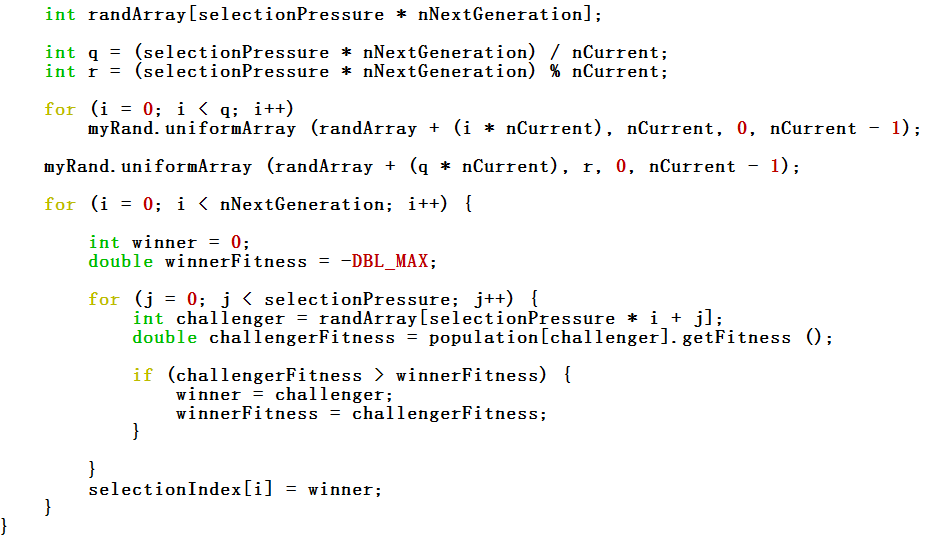 int randArray[selectionPressure * nNextGeneration];

    int q = (selectionPressure * nNextGeneration) / nCurrent;
    int r = (selectionPressure * nNextGeneration) % nCurrent;

    for (i = 0; i < q; i++)
        myRand.uniformArray (randArray + (i * nCurrent), nCurrent, 0, nCurrent - 1);

    myRand.uniformArray (randArray + (q * nCurrent), r, 0, nCurrent - 1);

    for (i = 0; i < nNextGeneration; i++) {

        int winner = 0;
        double winnerFitness = -DBL_MAX;

        for (j = 0; j < selectionPressure; j++) {
            int challenger = randArray[selectionPressure * i + j];
            double challengerFitness = population[challenger].getFitness ();

            if (challengerFitness > winnerFitness) {
                winner = challenger;
                winnerFitness = challengerFitness;
            }

        }
        selectionIndex[i] = winner;
    }
}